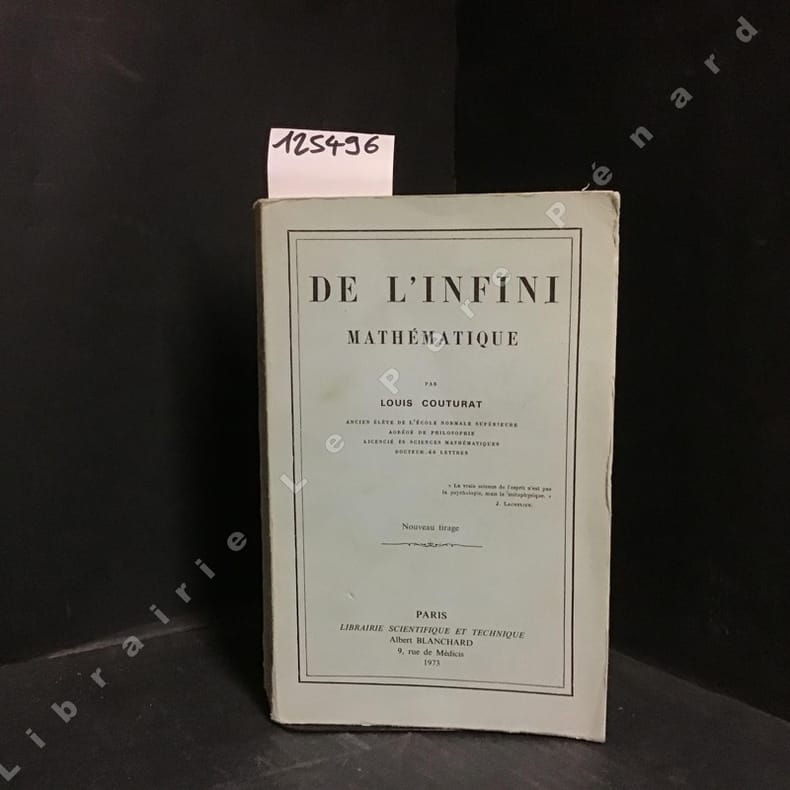 125496
DE L'INFINI
MATHÉMATIQUE
PAR
LOUIS COUTURAT
ANCIEN ÉLÈVE DE L'ÉCOLE NORMALE SUPÉRIEURE
AGRÉGÉ DE PHILOSOPHIE
LICENCIÉ ÈS SCIENCES MATHÉMATIQUES
DOCTEUR ÈS LETTRES
« La vraie science de l'esprit n'est pas
la psychologie, mais la métaphysique. »
J. LACHELIER.
Nouveau tirage
PARIS
LIBRAIRIE SCIENTIFIQUE ET TECHNIQUE
Albert BLANCHARD
9, rue de Médicis
1973
Librairie Le Père Pénard